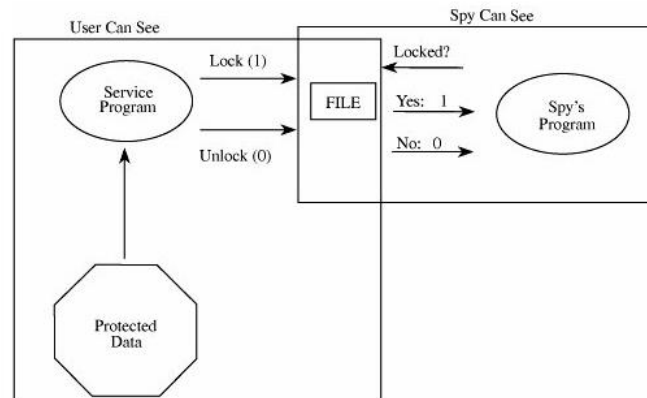 User Can See
Spy Can See
Lock (1)
Locked?
Service
Program
FILE
Yes: 1
Spy's
Program
Unlock (0)
No: 0
Protected
Data